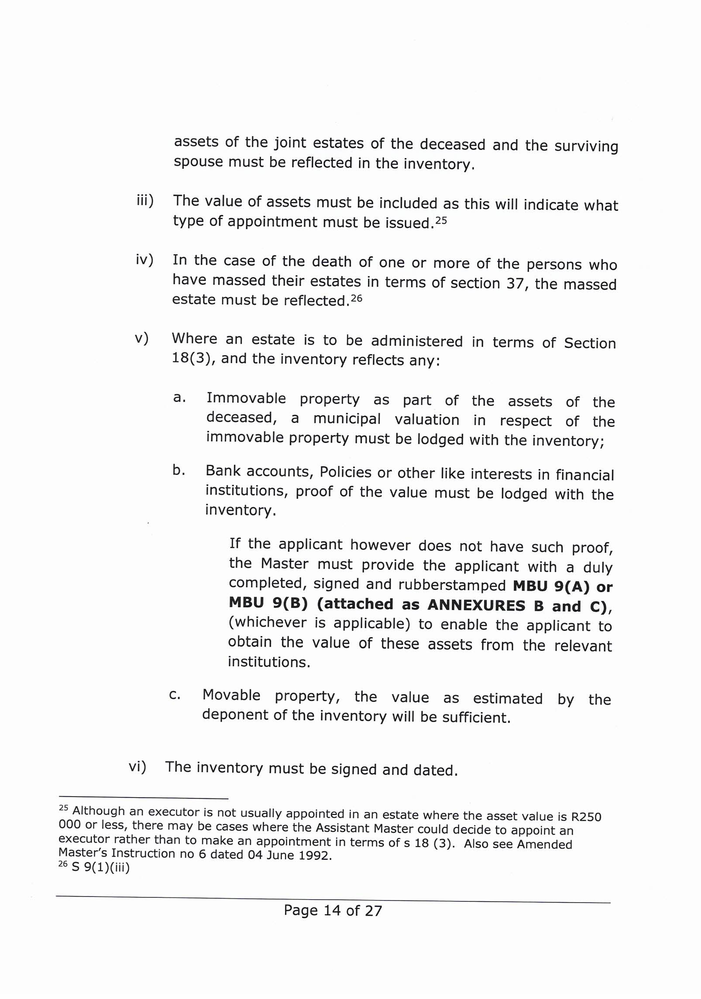 assets of the joint estates of the deceased and the surviving
spouse must be reflected in the inventory.
iii) The value of assets must be included as this will indicate what
type of appointment must be issued.25
iv) In the case of the death of one or more of the persons who
have massed their estates in terms of section 37, the massed
estate must be reflected.26
v) Where an estate is to be administered in terms of Section
18(3), and the inventory reflects any:
a. Immovable property as part of the assets of the
deceased, a municipal valuation in respect of the
immovable property must be lodged with the inventory;
b. Bank accounts, Policies or other like interests in financial
institutions, proof of the value must be lodged with the
inventory.
If the applicant however does not have such proof,
the Master must provide the applicant with a duly
completed, signed and rubberstamped MBU 9(A) or
MBU 9(B) (attached as ANNEXURES B and C),
(whichever is applicable) to enable the applicant to
obtain the value of these assets from the relevant
institutions.
c. Movable property, the value as estimated by the
deponent of the inventory will be sufficient.
vi) The inventory must be signed and dated.
25 Although an executor is not usually appointed in an estate where the asset value is R250
000 or less, there may be cases where the Assistant Master could decide to appoint an
executor rather than to make an appointment in terms of s 18 (3). Also see Amended
Master's Instruction no 6 dated 04 June 1992.
26 S 9(1)(iii)
Page 14 of 27